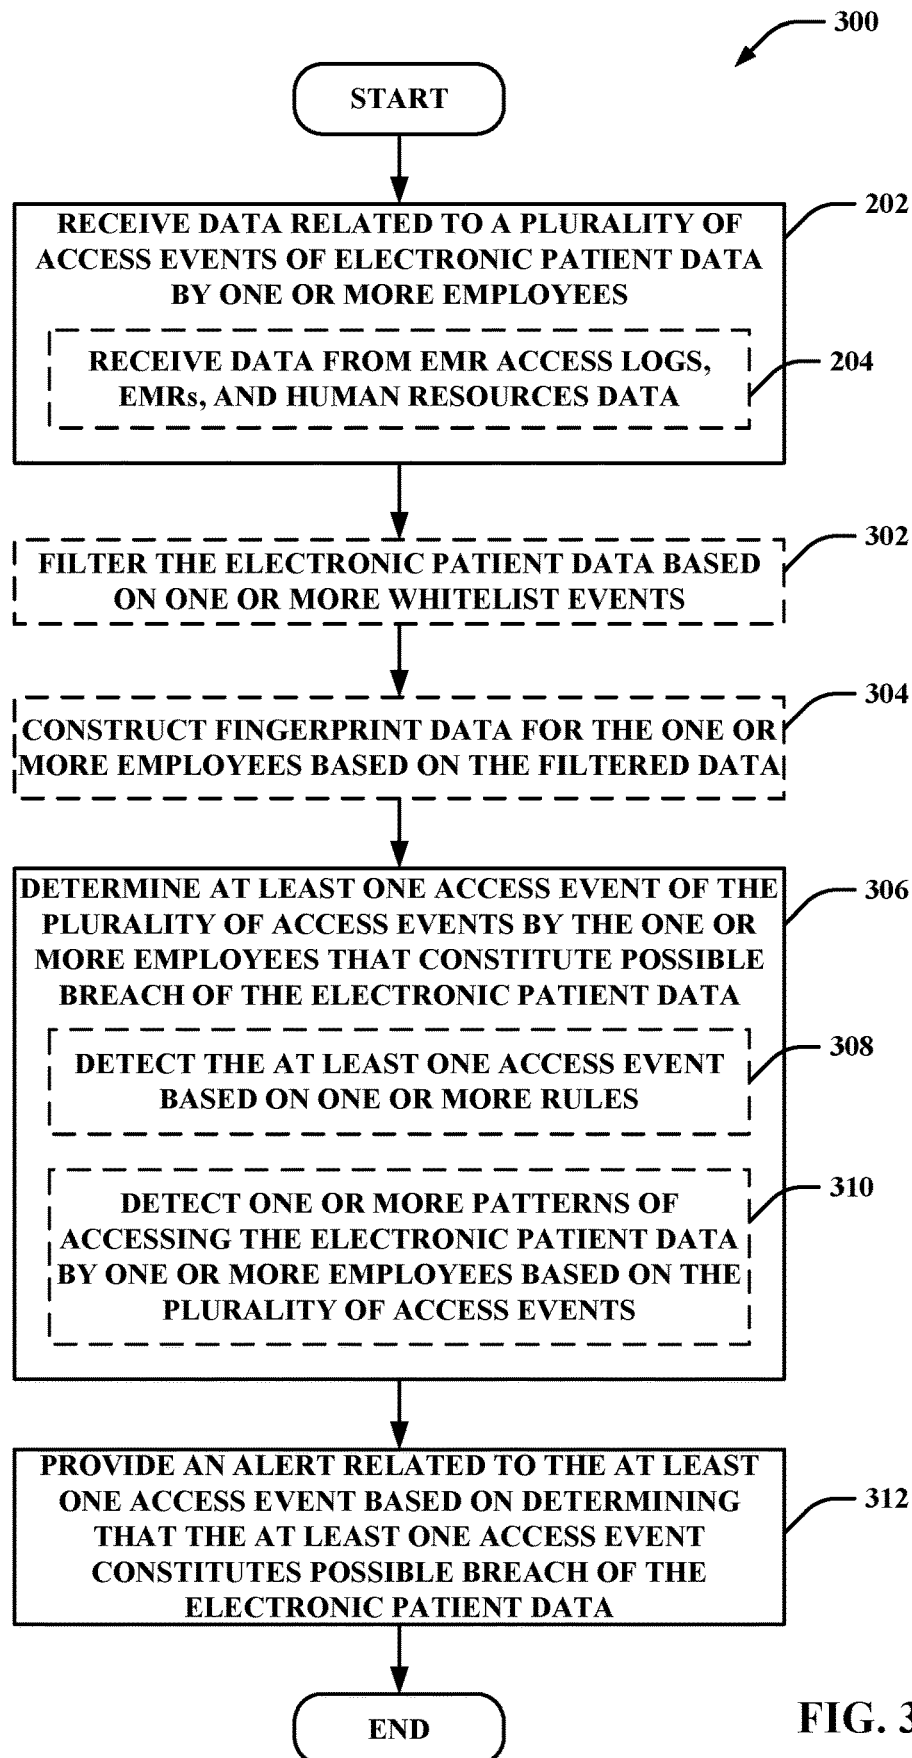 300
START
RECEIVE DATA RELATED TO A PLURALITY OF
ACCESS EVENTS OF ELECTRONIC PATIENT DATA
BY ONE OR MORE EMPLOYEES
202
RECEIVE DATA FROM EMR ACCESS LOGS,
EMRs, AND HUMAN RESOURCES DATA
204
FILTER THE ELECTRONIC PATIENT DATA BASED
ON ONE OR MORE WHITELIST EVENTS
302
CONSTRUCT FINGERPRINT DATA FOR THE ONE OR
MORE EMPLOYEES BASED ON THE FILTERED DATA
304
DETERMINE AT LEAST ONE ACCESS EVENT OF THE
PLURALITY OF ACCESS EVENTS BY THE ONE OR
MORE EMPLOYEES THAT CONSTITUTE POSSIBLE
BREACH OF THE ELECTRONIC PATIENT DATA
306
DETECT THE AT LEAST ONE ACCESS EVENT
BASED ON ONE OR MORE RULES
308
DETECT ONE OR MORE PATTERNS OF
ACCESSING THE ELECTRONIC PATIENT DATA
BY ONE OR MORE EMPLOYEES BASED ON THE
PLURALITY OF ACCESS EVENTS
310
PROVIDE AN ALERT RELATED TO THE AT LEAST
ONE ACCESS EVENT BASED ON DETERMINING
THAT THE AT LEAST ONE ACCESS EVENT
CONSTITUTES POSSIBLE BREACH OF THE
ELECTRONIC PATIENT DATA
312
END
FIG. 3